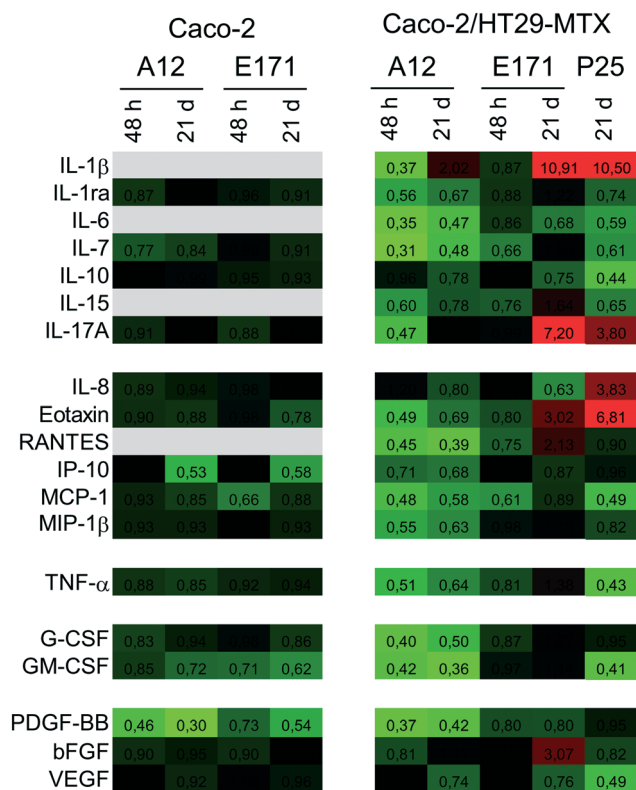 Caco-2 Caco-2/HT29-MTX
A12 E171 A12 E171 P25
48 h 21 d 48 h 21 d 48 h 21 d 48 h 21 d 21 d
IL-1β 0,37 2,02 0,87 10,91 10,50
IL-1ra 0,87 0,96 0,91 0,56 0,67 0,88 0,74
IL-6 0,35 0,47 0,86 0,68 0,59
IL-7 0,77 0,84 0,91 0,31 0,48 0,66 0,61
IL-10 0,95 0,93 0,96 0,78 0,75 0,44
IL-15 0,60 0,78 0,76 1,64 0,65
IL-17A 0,91 0,88 0,47 7,20 3,80
IL-8 0,89 0,94 0,98 0,80 0,63 3,83
Eotaxin 0,90 0,88 0,98 0,78 0,49 0,69 0,80 3,02 6,81
RANTES 0,45 0,39 0,75 2,13 0,90
IP-10 0,53 0,58 0,71 0,68 0,87 0,96
MCP-1 0,93 0,85 0,66 0,88 0,48 0,58 0,61 0,89 0,49
MIP-1β 0,93 0,93 0,93 0,55 0,63 0,98 0,82
TNF-α 0,88 0,85 0,92 0,94 0,51 0,64 0,81 1,38 0,43
G-CSF 0,83 0,94 0,98 0,86 0,40 0,50 0,87 0,95
GM-CSF 0,85 0,72 0,71 0,62 0,42 0,36 0,97 0,41
PDGF-BB 0,46 0,30 0,73 0,54 0,37 0,42 0,80 0,80 0,95
bFGF 0,90 0,95 0,90 0,81 3,07 0,82
VEGF 0,92 0,96 0,74 0,76 0,49